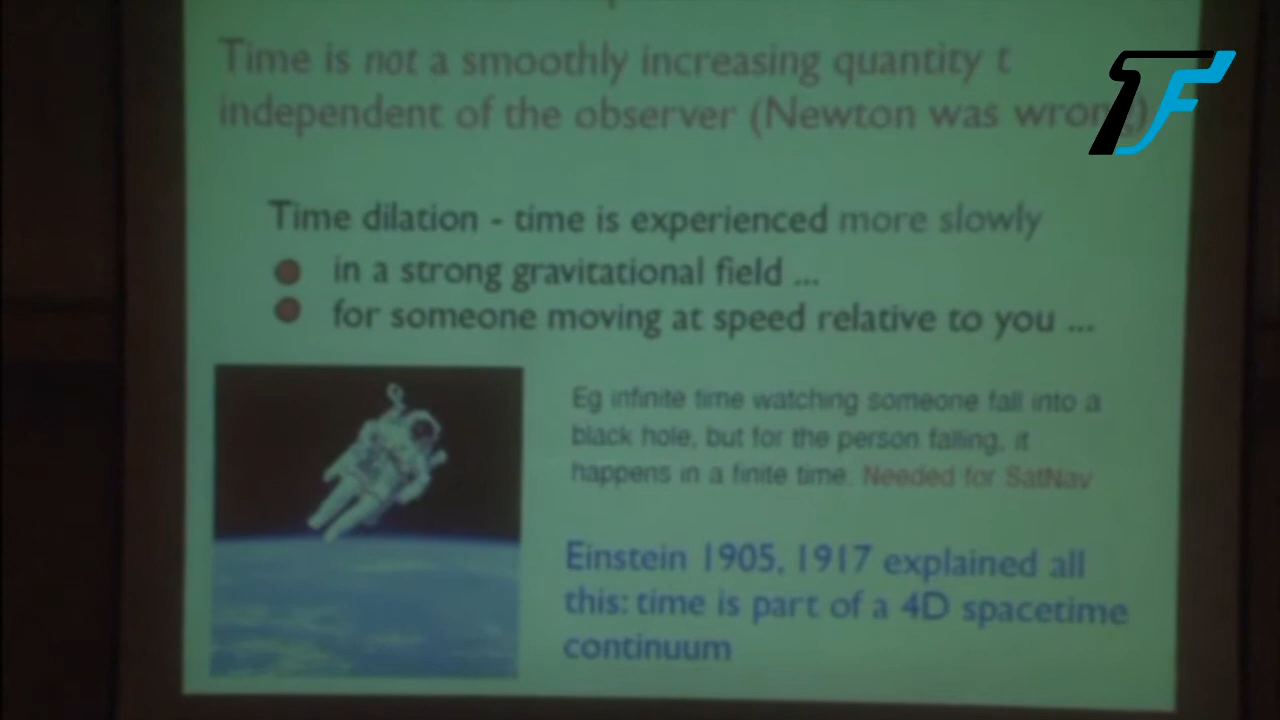 Time is not a smoothly increasing quantity t
independent of the observer (Newton was wrong)
Time dilation - time is experienced more slowly
in a strong gravitational field ...
for someone moving at speed relative to you ...
Eg infinite time watching someone fall into a
black hole, but for the person falling, it
happens in a finite time. Needed for SatNav
Einstein 1905, 1917 explained all
this: time is part of a 4D spacetime
continuum